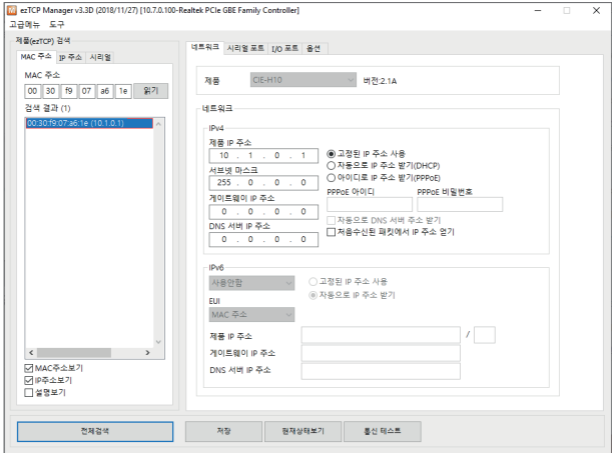 ezTCP Manager v3.3D (2018/11/27) [10.7.0.100-Realtek PCIe GBE Family Controller]
고급메뉴 도구
제품(ezTCP) 검색
MAC 주소 IP 주소 시리얼
MAC 주소
00 30 f9 07 a6 1e 읽기
검색 결과 (1)
00:30:f9:07:a6:1e (10.1.0.1)
MAC주소보기
IP주소보기
설명보기
네트워크 시리얼 포트 I/O 포트 옵션
제품 CIE-H10 버전:2.1A
네트워크
IPv4
제품 IP 주소
10 . 1 . 0 . 1
서브넷 마스크
255 . 0 . 0 . 0
게이트웨이 IP 주소
0 . 0 . 0 . 0
DNS 서버 IP 주소
0 . 0 . 0 . 0
고정된 IP 주소 사용
자동으로 IP 주소 받기(DHCP)
아이디로 IP 주소 받기(PPPoE)
PPPoE 아이디 PPPoE 비밀번호
자동으로 DNS 서버 주소 받기
처음수신된 패킷에서 IP 주소 얻기
IPv6
사용안함
고정된 IP 주소 사용
자동으로 IP 주소 받기
EUI
MAC 주소
제품 IP 주소 /
게이트웨이 IP 주소
DNS 서버 IP 주소
전체검색 저장 현재상태보기 통신 테스트